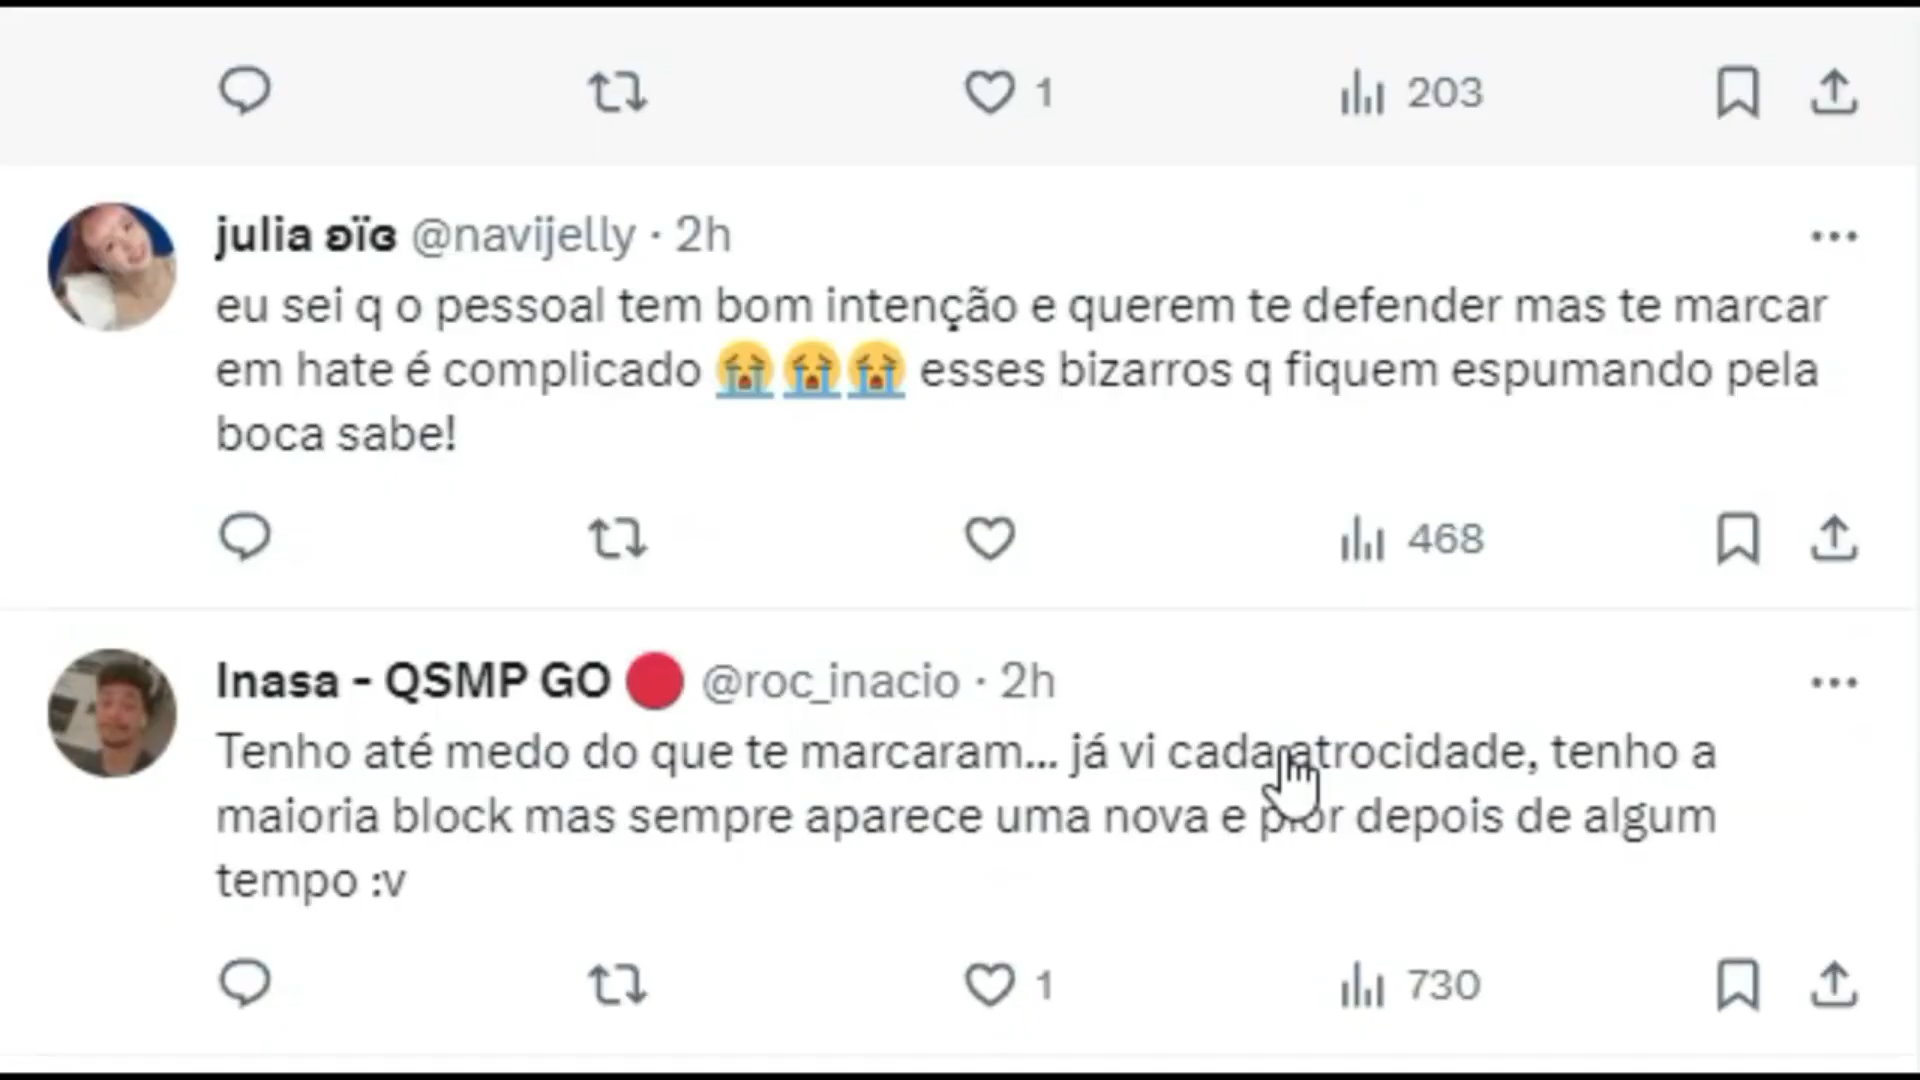 1 203
julia ʚïɞ @navijelly · 2h
eu sei q o pessoal tem bom intenção e querem te defender mas te marcar
em hate é complicado 😭😭😭 esses bizarros q fiquem espumando pela
boca sabe!
468
Inasa - QSMP GO 🔴 @roc_inacio · 2h
Tenho até medo do que te marcaram... já vi cada atrocidade, tenho a
maioria block mas sempre aparece uma nova e pior depois de algum
tempo :v
1 730